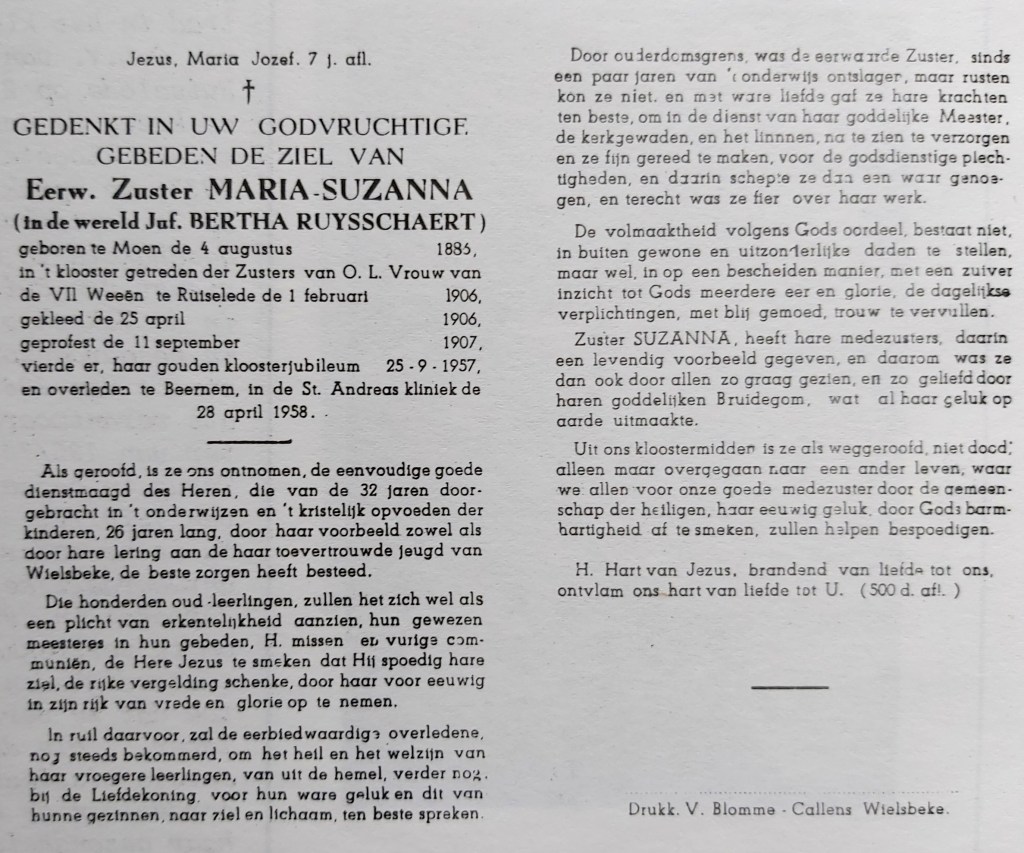 Jezus, Maria Jozef. 7 j. afl.
†
GEDENKT IN UW GODVRUCHTIGE
GEBEDEN DE ZIEL VAN
Eerw. Zuster MARIA-SUZANNA
(in de wereld Juf. BERTHA RUYSSCHAERT)
geboren te Moen de 4 augustus 1885,
in 't klooster getreden der Zusters van O. L. Vrouw van
de VII Weeën te Ruiselede de 1 februari 1906,
gekleed de 25 april 1906,
geprofest de 11 september 1907,
vierde er, haar gouden kloosterjubileum 25-9-1957,
en overleden te Beernem, in de St. Andreas kliniek de
28 april 1958.
Als geroofd, is ze ons ontnomen, de eenvoudige goede
dienstmaagd des Heren, die van de 32 jaren door-
gebracht in 't onderwijzen en 't kristelijk opvoeden der
kinderen, 26 jaren lang, door haar voorbeeld zowel als
door hare lering aan de haar toevertrouwde jeugd van
Wielsbeke, de beste zorgen heeft besteed.
Die honderden oud-leerlingen, zullen het zich wel als
een plicht van erkentelijkheid aanzien, hun gewezen
meesteres in hun gebeden, H. missen en vurige com-
muniën, de Here Jezus te smeken dat Hij spoedig hare
ziel, de rijke vergelding schenke, door haar voor eeuwig
in zijn rijk van vrede en glorie op te nemen.
In ruil daarvoor, zal de eerbiedwaardige overledene,
nog steeds bekommerd, om het heil en het welzijn van
haar vroegere leerlingen, van uit de hemel, verder nog,
bij de Liefdekoning, voor hun ware geluk en dit van
hunne gezinnen, naar ziel en lichaam, ten beste spreken.
Door ouderdomsgrens, was de eerwaarde Zuster, sinds
een paar jaren van 't onderwijs ontslager, maar rusten
kon ze niet. en met ware liefde gaf ze hare krachten
ten beste, om in de dienst van haar goddelijke Meester,
de kerkgewaden, en het linnnen, na te zien te verzorgen
en ze fijn gereed te maken, voor de godsdienstige plech-
tigheden, en daarin schepte ze dan een waar genoe-
gen, en terecht was ze fier over haar werk.
De volmaaktheid volgens Gods oordeel, bestaat niet,
in buiten gewone en uitzonderlijke daden te stellen,
maar wel, in op een bescheiden manier, met een zuiver
inzicht tot Gods meerdere eer en glorie, de dagelijkse
verplichtingen, met blij gemoed, trouw te vervullen.
Zuster SUZANNA, heeft hare medezusters, daarin
een levendig voorbeeld gegeven, en daarom was ze
dan ook door allen zo graag gezien, en zo geliefd door
haren goddelijken Bruidegom, wat al haar geluk op
aarde uitmaakte.
Uit ons kloostermidden is ze als weggeroofd, niet dood;
alleen maar overgegaan naar een ander leven, waar
we allen voor onze goede medezuster door de gemeen-
schap der heiligen, haar eeuwig geluk, door Gods barm-
hartigheid af te smeken, zullen helpen bespoedigen.
H. Hart van Jezus, brandend van liefde tot ons,
ontvlam ons hart van liefde tot U. (500 d. afl.)
Drukk. V. Blomme - Callens Wielsbeke.